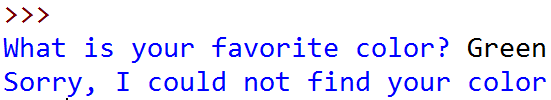 >>>
What is your favorite color? Green
Sorry, I could not find your color